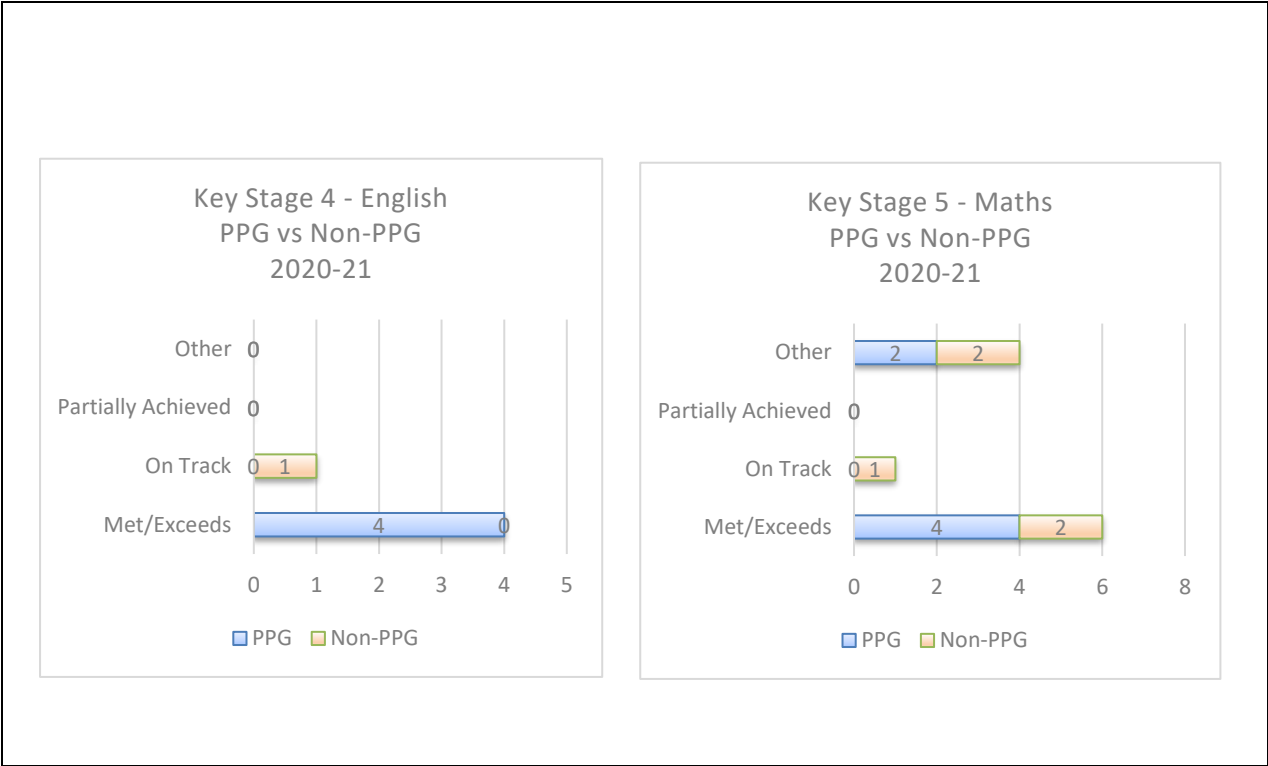 Key Stage 4 - English
PPG vs Non-PPG
2020-21
Other 0
Partially Achieved 0
On Track 0 1
Met/Exceeds 4 0
0 1 2 3 4 5
PPG Non-PPG
Key Stage 5 - Maths
PPG vs Non-PPG
2020-21
Other 2 2
Partially Achieved 0
On Track 0 1
Met/Exceeds 4 2
0 2 4 6 8
PPG Non-PPG